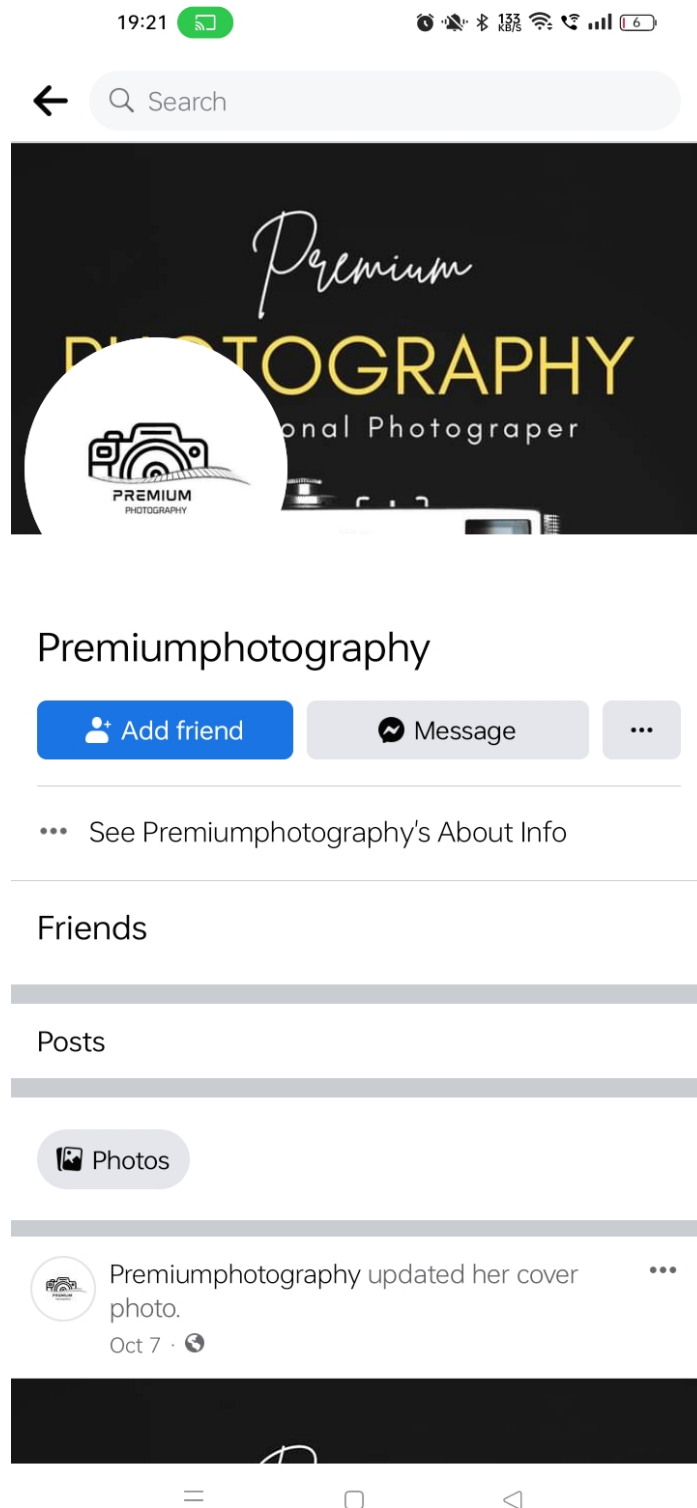 19:21
133
KB/S
6
Search
Premium
TOGRAPHY
onal Photograper
PREMIUM
PHOTOGRAPHY
Premiumphotography
Add friend
Message
See Premiumphotography's About Info
Friends
Posts
Photos
Premiumphotography updated her cover
photo.
Oct 7 ·